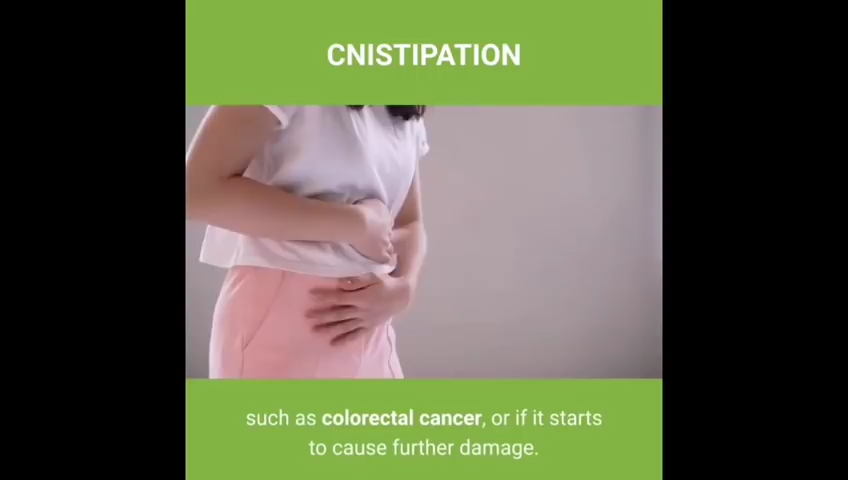 CNISTIPATION
such as colorectal cancer, or if it starts
to cause further damage.